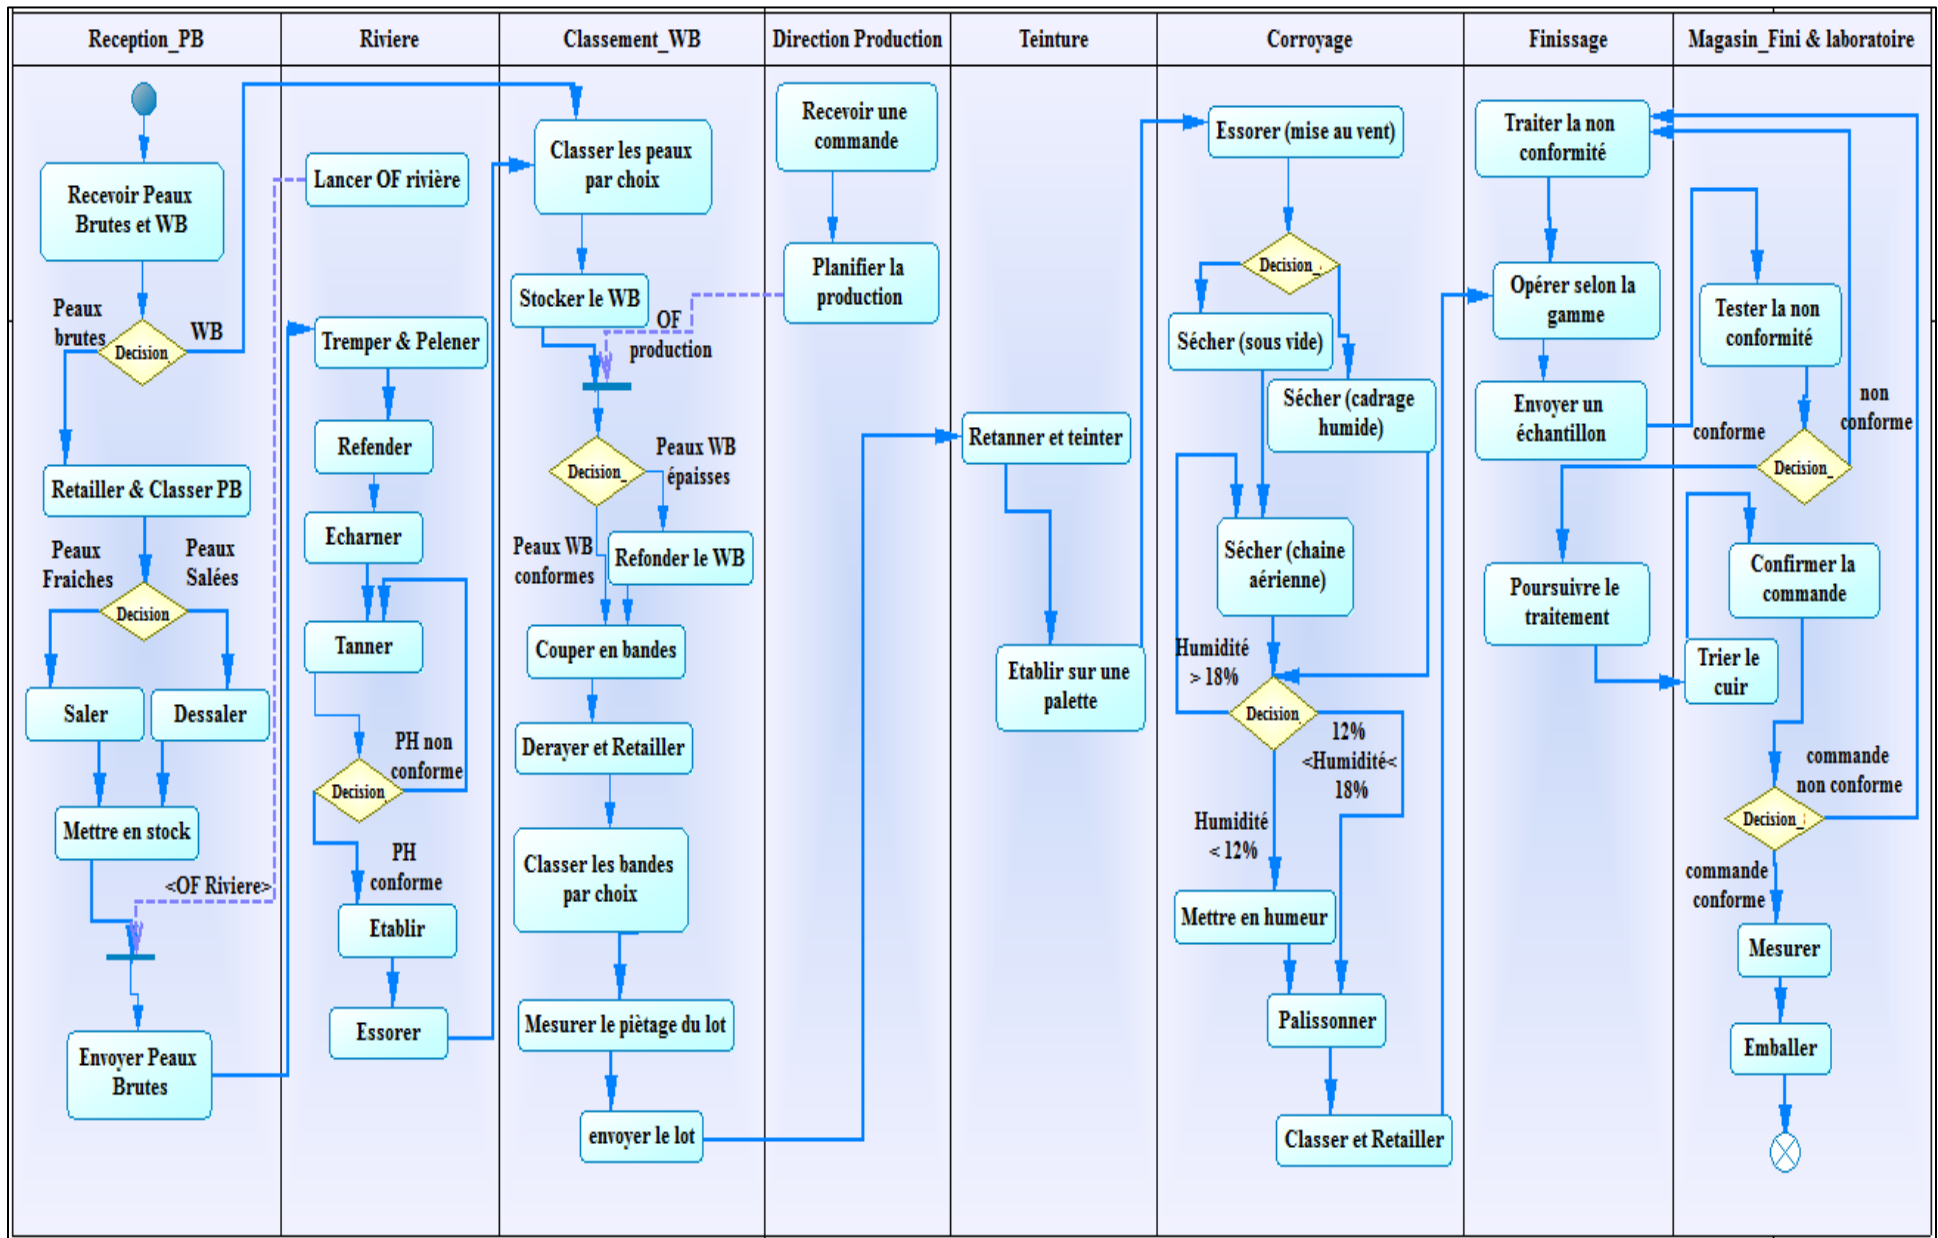 Reception_PB
Riviere
Classement_WB
Direction Production
Teinture
Corroyage
Finissage
Magasin_Fini & laboratoire
Recevoir Peaux
Brutes et WB
Peaux
brutes
WB
Decision_
Retailler & Classer PB
Peaux
Fraiches
Peaux
Salées
Decision
Saler
Dessaler
Mettre en stock
<OF Riviere>
Envoyer Peaux
Brutes
Lancer OF rivière
Tremper & Pelener
Refender
Echarner
Tanner
PH non
conforme
Decision_
PH
conforme
Etablir
Essorer
Classer les peaux
par choix
Stocker le WB
OF
production
Decision_
Peaux WB
épaisses
Peaux WB
conformes
Refonder le WB
Couper en bandes
Derayer et Retailler
Classer les bandes
par choix
Mesurer le piètage du lot
envoyer le lot
Recevoir une
commande
Planifier la
production
Retanner et teinter
Etablir sur une
palette
Essorer (mise au vent)
Decision_
Sécher (sous vide)
Sécher (cadrage
humide)
Sécher (chaine
aérienne)
Humidité
> 18%
Decision_
12%
<Humidité<
18%
Humidité
< 12%
Mettre en humeur
Palissonner
Classer et Retailler
Traiter la non
conformité
Opérer selon la
gamme
Envoyer un
échantillon
Poursuivre le
traitement
Tester la non
conformité
non
conforme
conforme
Decision_
Confirmer la
commande
Trier le
cuir
commande
non conforme
Decision_
commande
conforme
Mesurer
Emballer